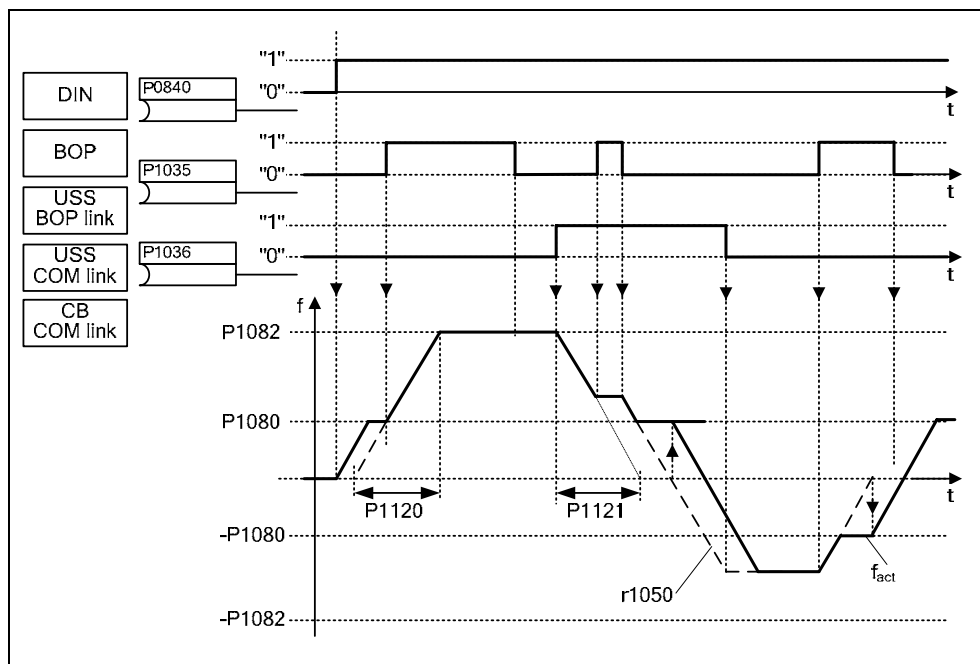 "1"
DIN
P0840
"0"
t
BOP
"1"
P1035
"0"
t
USS
BOP link
"1"
USS
COM link
P1036
"0"
t
CB
COM link
f
P1082
P1080
t
P1120
P1121
-P1080
fact
r1050
-P1082